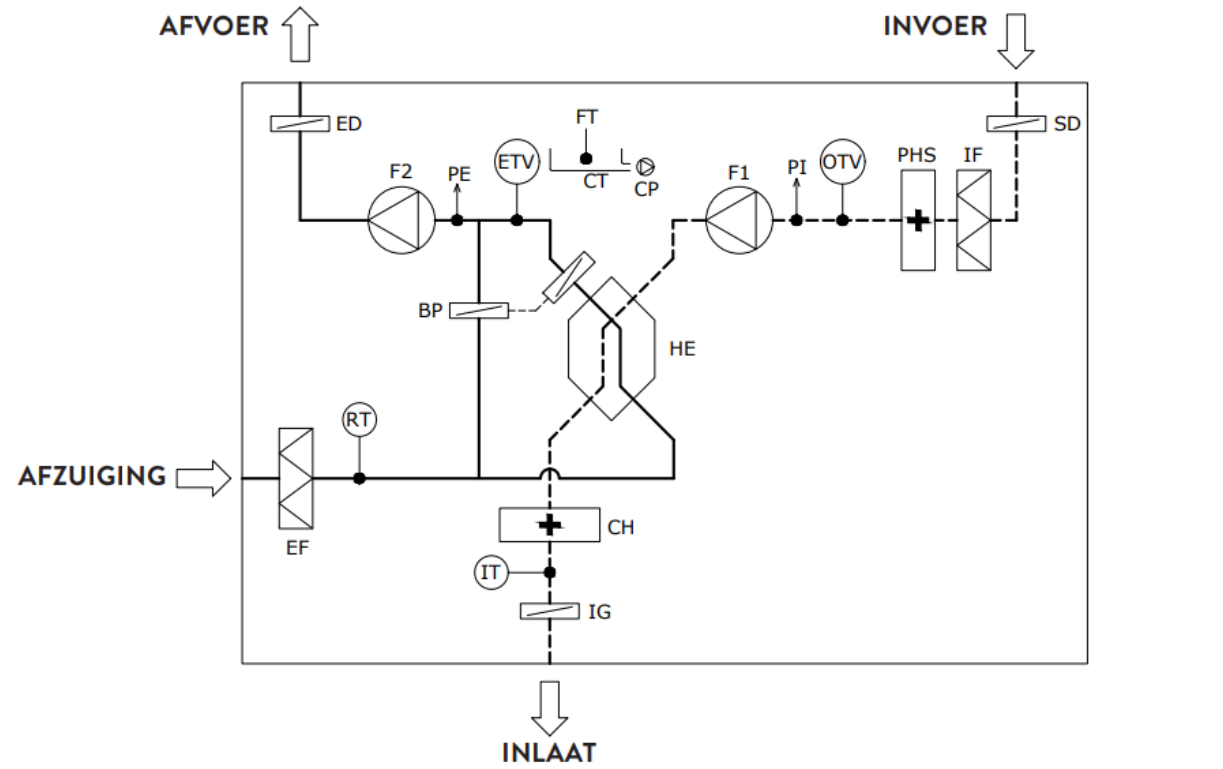 AFVOER
INVOER
ED
FT
SD
F2
PE
ETV
CT
CP
F1
PI
OTV
PHS
IF
BP
HE
RT
AFZUIGING
EF
CH
IT
IG
INLAAT